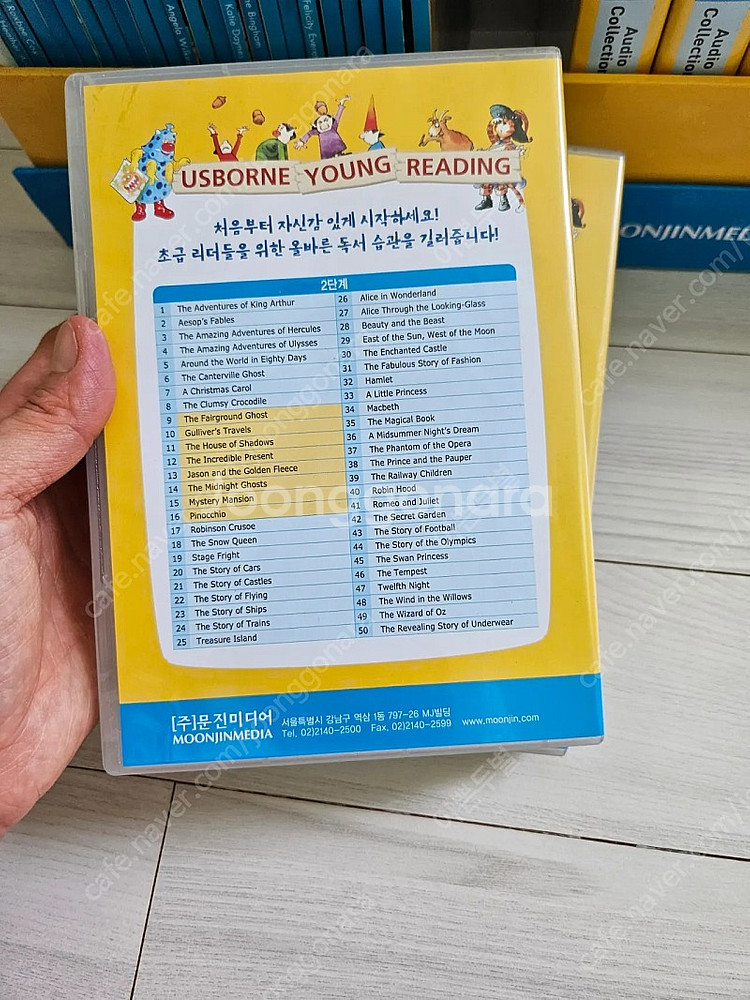 Angela Wilk
Katie Dayne
ne Bingham
Felicity Evere
Audio
Collection
Audio
Collection
USBORNE YOUNG READING
처음부터 자신감 있게 시작하세요!
초급 리더들을 위한 올바른 독서 습관을 길러줍니다!
2단계
1 The Adventures of King Arthur
2 Aesop's Fables
3 The Amazing Adventures of Hercules
4 The Amazing Adventures of Ulysses
5 Around the World in Eighty Days
6 The Canterville Ghost
7 A Christmas Carol
8 The Clumsy Crocodile
9 The Fairground Ghost
10 Gulliver's Travels
11 The House of Shadows
12 The Incredible Present
13 Jason and the Golden Fleece
14 The Midnight Ghosts
15 Mystery Mansion
16 Pinocchio
17 Robinson Crusoe
18 The Snow Queen
19 Stage Fright
20 The Story of Cars
21 The Story of Castles
22 The Story of Flying
23 The Story of Ships
24 The Story of Trains
25 Treasure Island
26 Alice in Wonderland
27 Alice Through the Looking-Glass
28 Beauty and the Beast
29 East of the Sun, West of the Moon
30 The Enchanted Castle
31 The Fabulous Story of Fashion
32 Hamlet
33 A Little Princess
34 Macbeth
35 The Magical Book
36 A Midsummer Night's Dream
37 The Phantom of the Opera
38 The Prince and the Pauper
39 The Railway Children
40 Robin Hood
41 Romeo and Juliet
42 The Secret Garden
43 The Story of Football
44 The Story of the Olympics
45 The Swan Princess
46 The Tempest
47 Twelfth Night
48 The Wind in the Willows
49 The Wizard of Oz
50 The Revealing Story of Underwear
[주]문진미디어
MOONJINMEDIA
서울특별시 강남구 역삼 1동 797-26 MJ빌딩
Tel. 02)2140-2500 Fax. 02)2140-2599 www.moonjin.com
ONJINMEDIA
joonggonara
cafe.naver.com/joonggonara